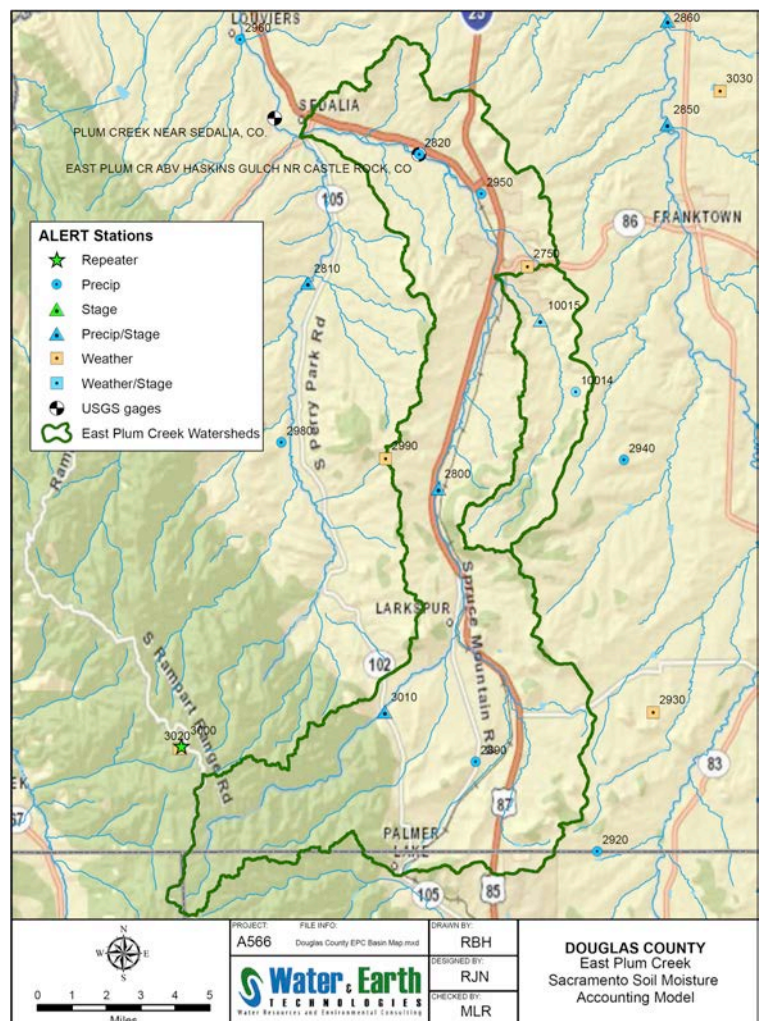 LOUVIERS
2960
25
2860
3030
SEDALIA
PLUM CREEK NEAR SEDALIA, CO.
2850
2820
EAST PLUM CR ABV HASKINS GULCH NR CASTLE ROCK, CO
105
2950
86
FRANKTOWN
ALERT Stations
Repeater
Precip
Stage
Precip/Stage
Weather
Weather/Stage
USGS gages
East Plum Creek Watersheds
2750
2810
10015
S Perry Park Rd
10014
2980
2990
2940
2800
Spruce Mountain Rd
LARKSPUR
S Rampart Range Rd
102
3010
2930
3020
83
87
67
PALMER
LAKE
2920
105
85
N
W
E
S
0 1 2 3 4 5
Miles
PROJECT:
A566
FILE INFO:
Douglas County EPC Basin Map.mxd
Water & Earth
TECHNOLOGIES
Water Resources and Environmental Consulting
DRAWN BY:
RBH
DESIGNED BY:
RJN
CHECKED BY:
MLR
DOUGLAS COUNTY
East Plum Creek
Sacramento Soil Moisture
Accounting Model